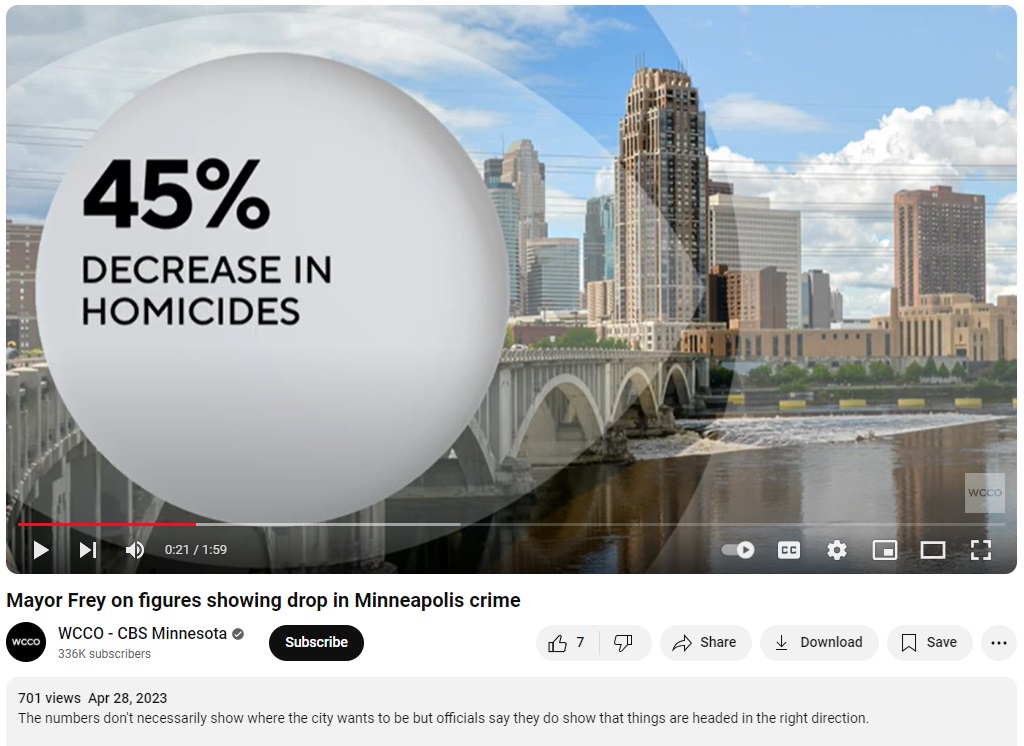 45%
DECREASE IN
HOMICIDES
WCCO
0:21 / 1:59
CC
Mayor Frey on figures showing drop in Minneapolis crime
WCCO
WCCO - CBS Minnesota
336K subscribers
Subscribe
7
Share
Download
Save
701 views Apr 28, 2023
The numbers don't necessarily show where the city wants to be but officials say they do show that things are headed in the right direction.